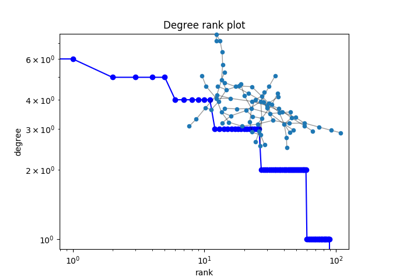 Degree rank plot
degree
6 × 10⁰
4 × 10⁰
3 × 10⁰
2 × 10⁰
10⁰
10⁰ 10¹ 10²
rank